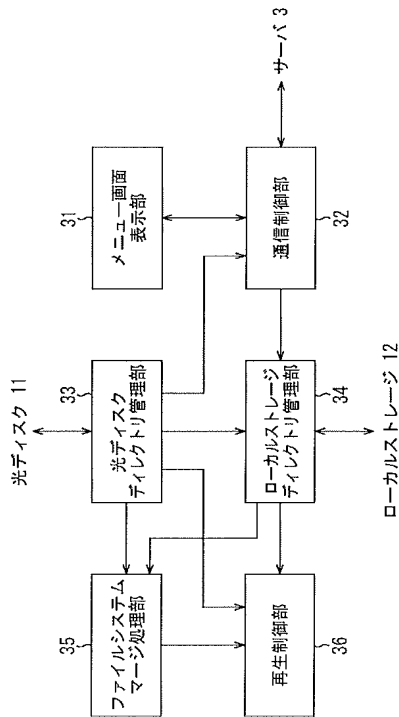 光ディスク 11
サーバ 3
35
ファイルシステム
マージ処理部
33
光ディスク
ディレクトリ管理部
31
メニュー画面
表示部
再生制御部
36
ローカルストレージ
ディレクトリ管理部
34
通信制御部
32
ローカルストレージ 12